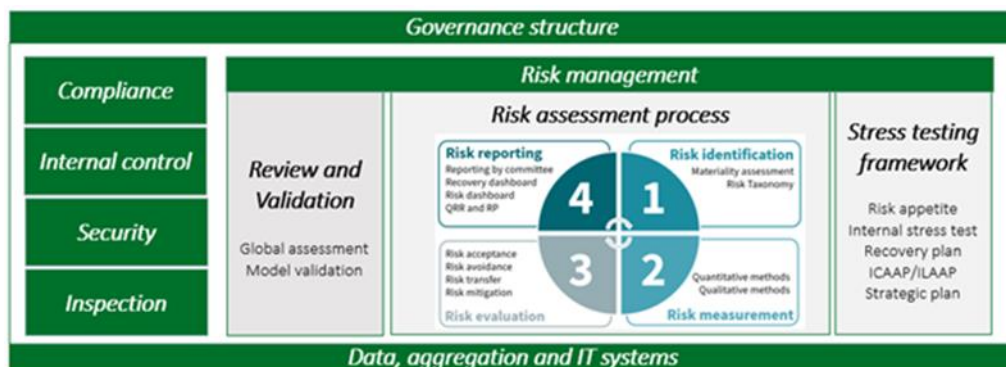 Governance structure
Compliance
Internal control
Security
Inspection
Risk management
Review and
Validation
Global assessment
Model validation
Risk assessment process
Risk reporting
Reporting by committee
Recovery dashboard
Risk dashboard
QRR and RP
4
1
Risk identification
Materiality assessment
Risk Taxonomy
Risk acceptance
Risk avoidance
Risk transfer
Risk mitigation
Risk evaluation
3
2
Quantitative methods
Qualitative methods
Risk measurement
Stress testing
framework
Risk appetite
Internal stress test
Recovery plan
ICAAP/ILAAP
Strategic plan
Data, aggregation and IT systems